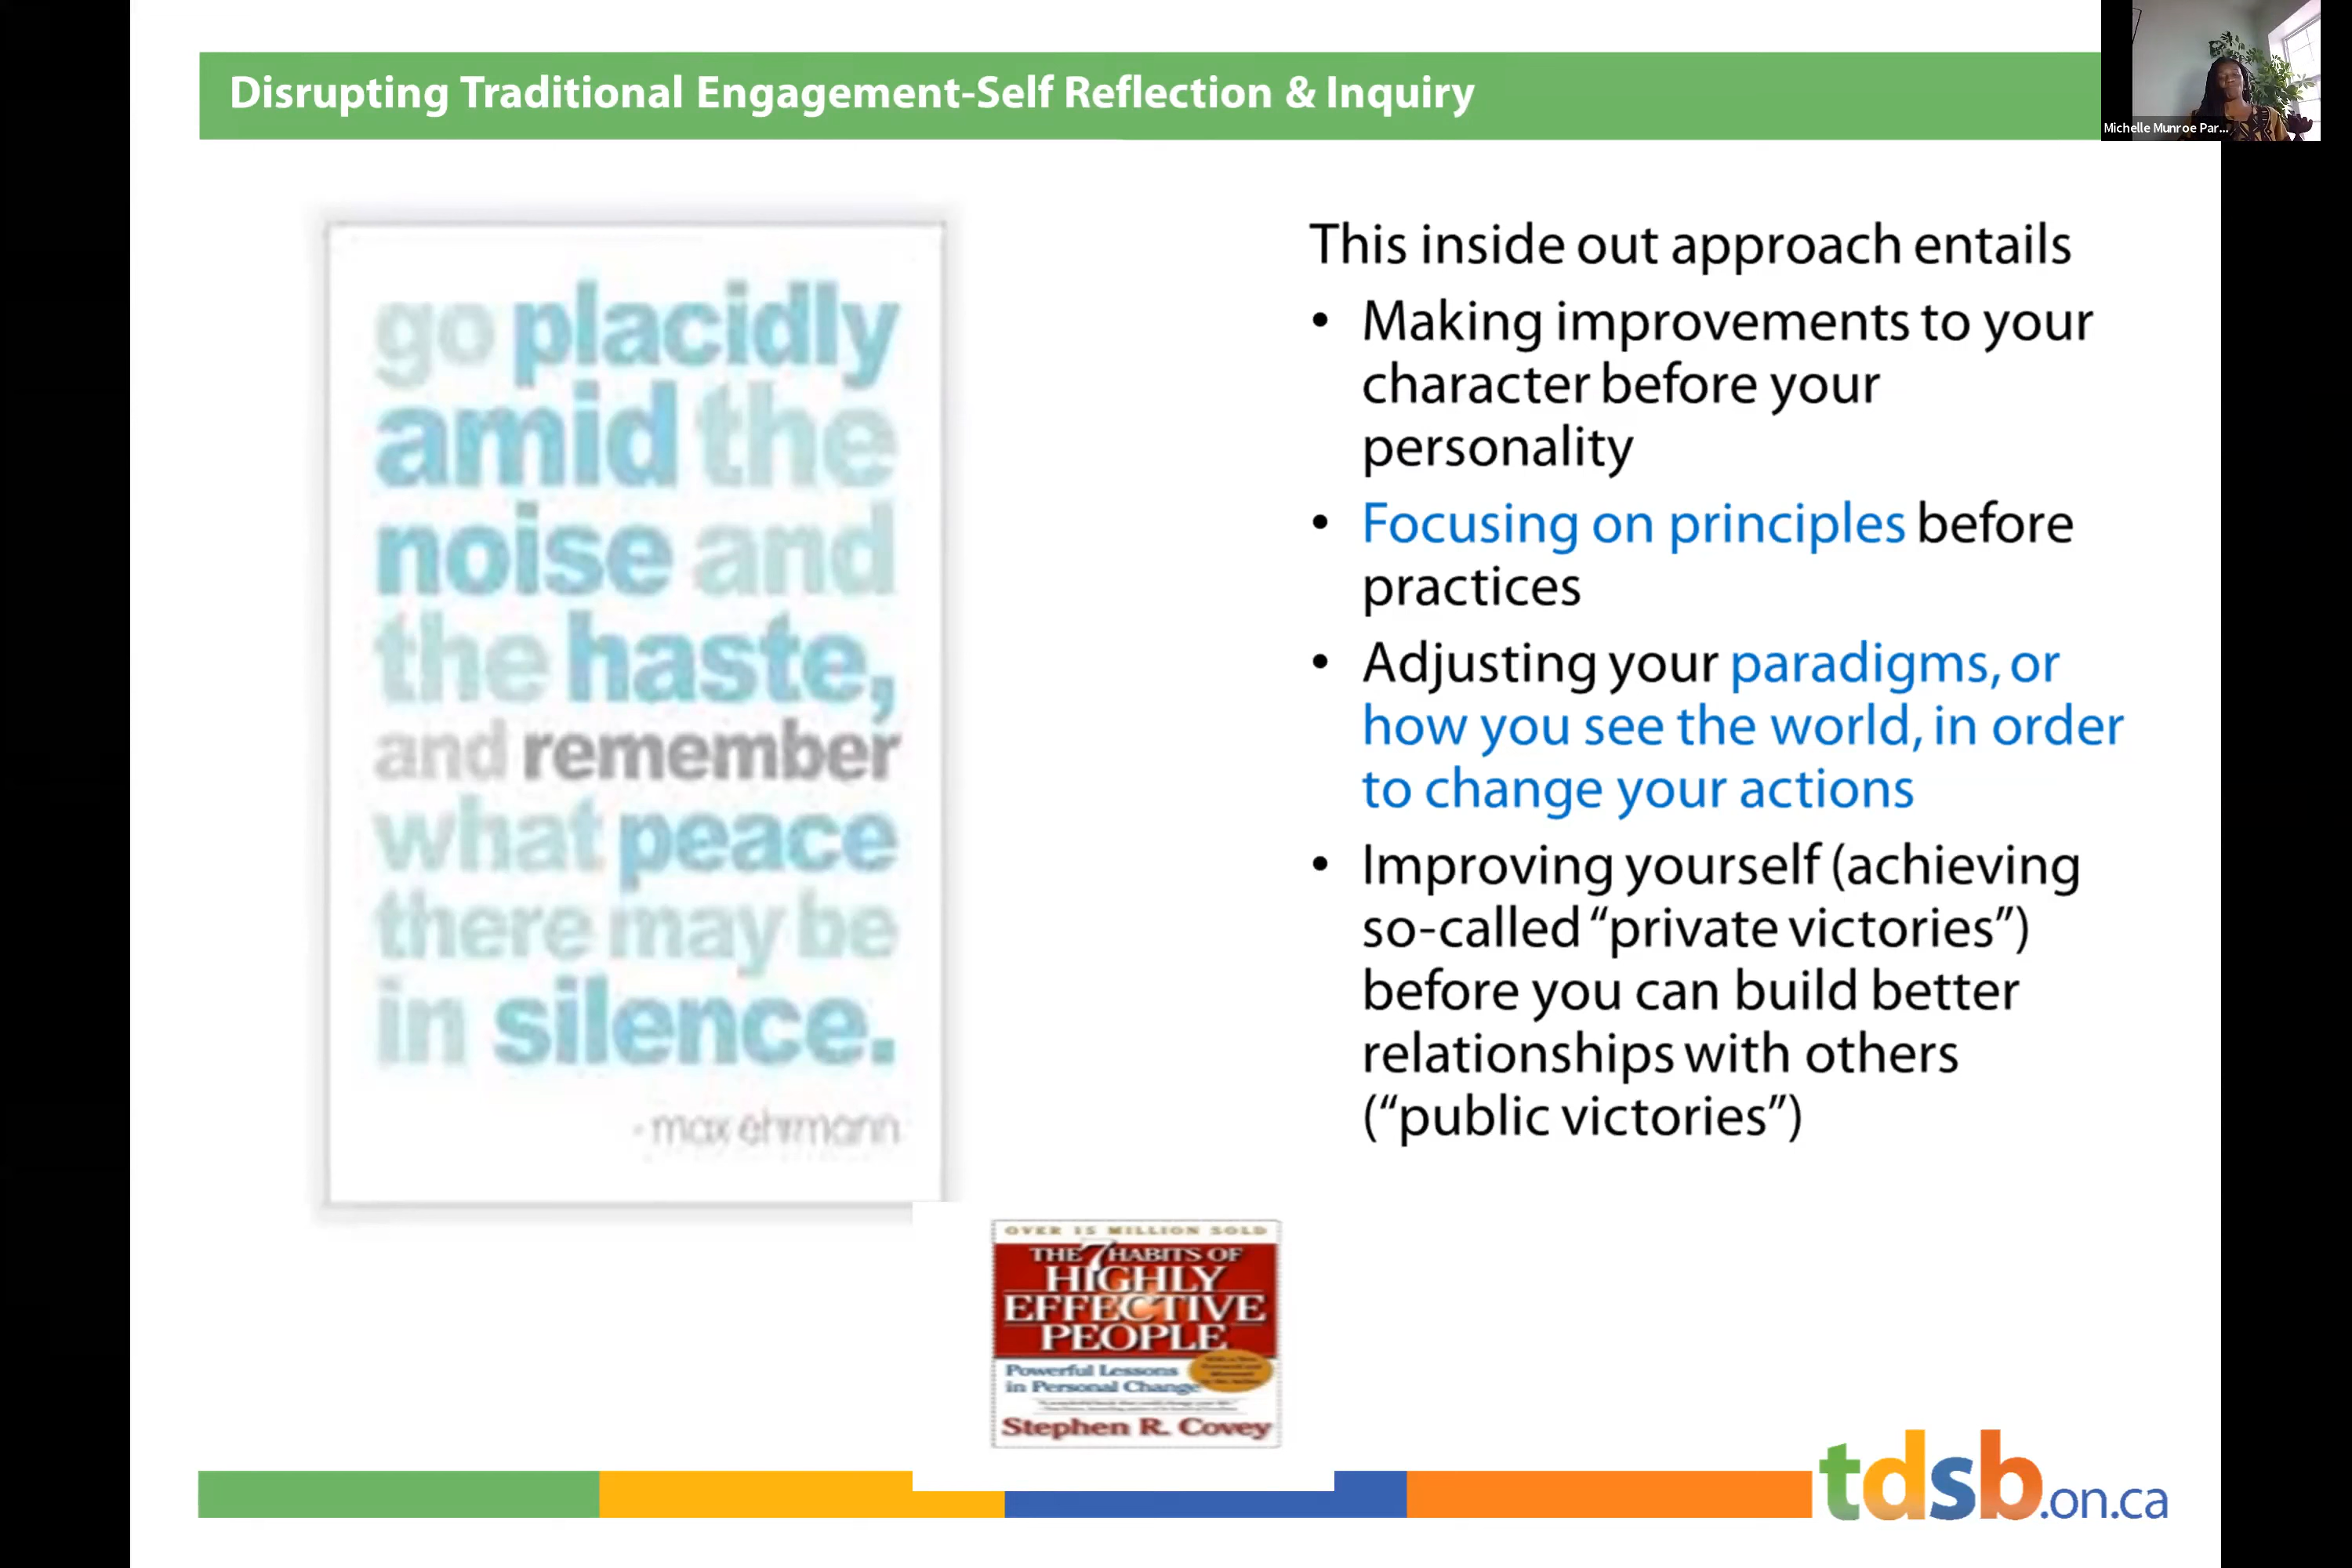 Disrupting Traditional Engagement-Self Reflection & Inquiry
Michelle Munroe Par...
go placidly
amid the
noise and
the haste,
and remember
what peace
there may be
in silence.
- max ehrmann
This inside out approach entails
• Making improvements to your
character before your
personality
• Focusing on principles before
practices
• Adjusting your paradigms, or
how you see the world, in order
to change your actions
• Improving yourself (achieving
so-called “private victories”)
before you can build better
relationships with others
(“public victories”)
OVER 15 MILLION SOLD
THE 7 HABITS OF
HIGHLY
EFFECTIVE
PEOPLE
Powerful Lessons
in Personal Change
Stephen R. Covey
tdsb.on.ca